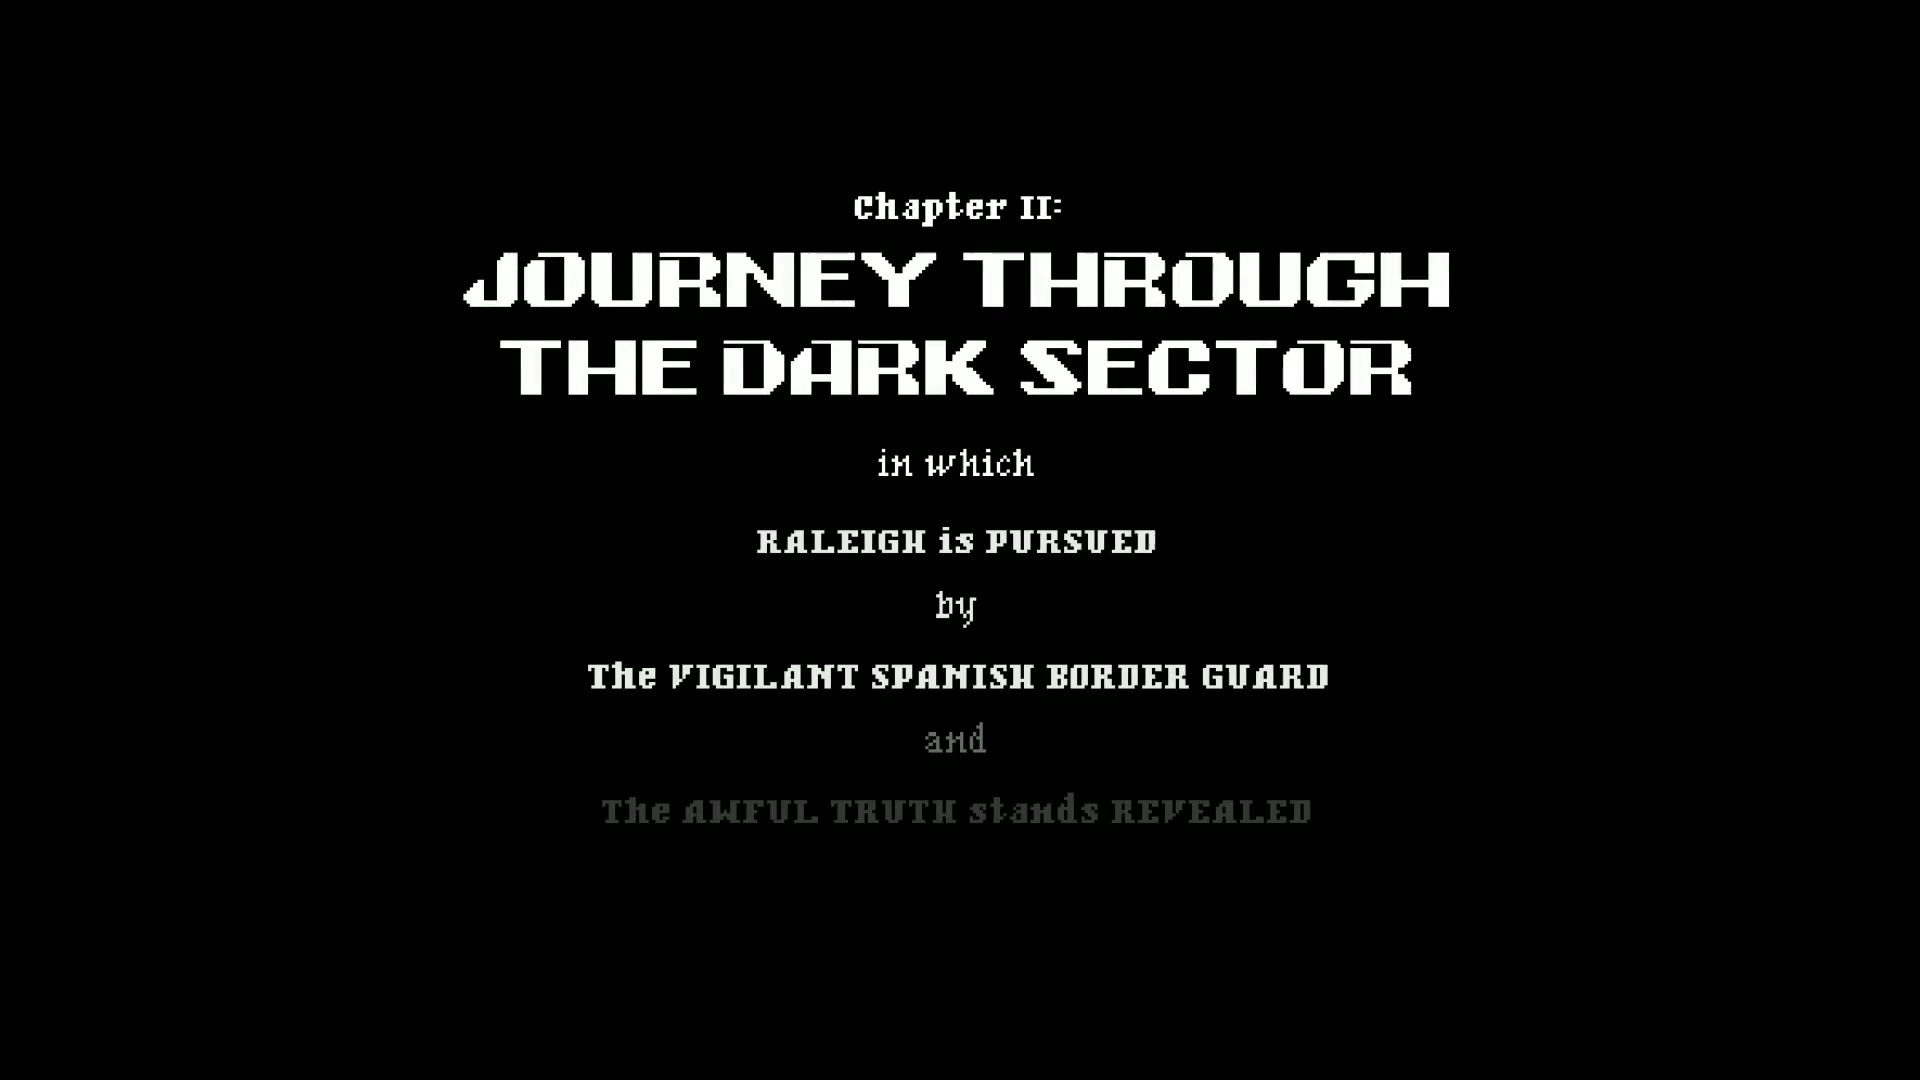 Chapter II:
JOURNEY THROUGH
THE DARK SECTOR
in which
RALEIGH is PURSUED
by
The VIGILANT SPANISH BORDER GUARD
and
The AWFUL TRUTH stands REVEALED